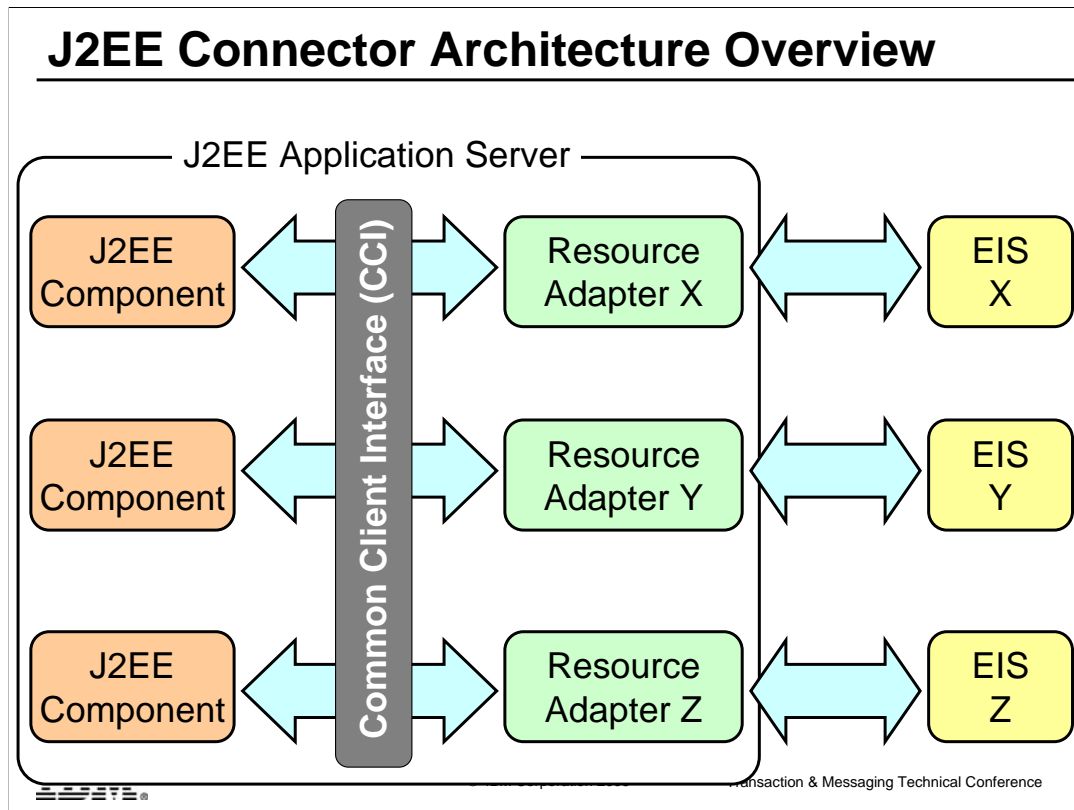 J2EE Connector Architecture Overview
J2EE Application Server
J2EE
Component
Common Client Interface (CCI)
Resource
Adapter X
EIS
X
J2EE
Component
Resource
Adapter Y
EIS
Y
J2EE
Component
Resource
Adapter Z
EIS
Z
Transaction & Messaging Technical Conference